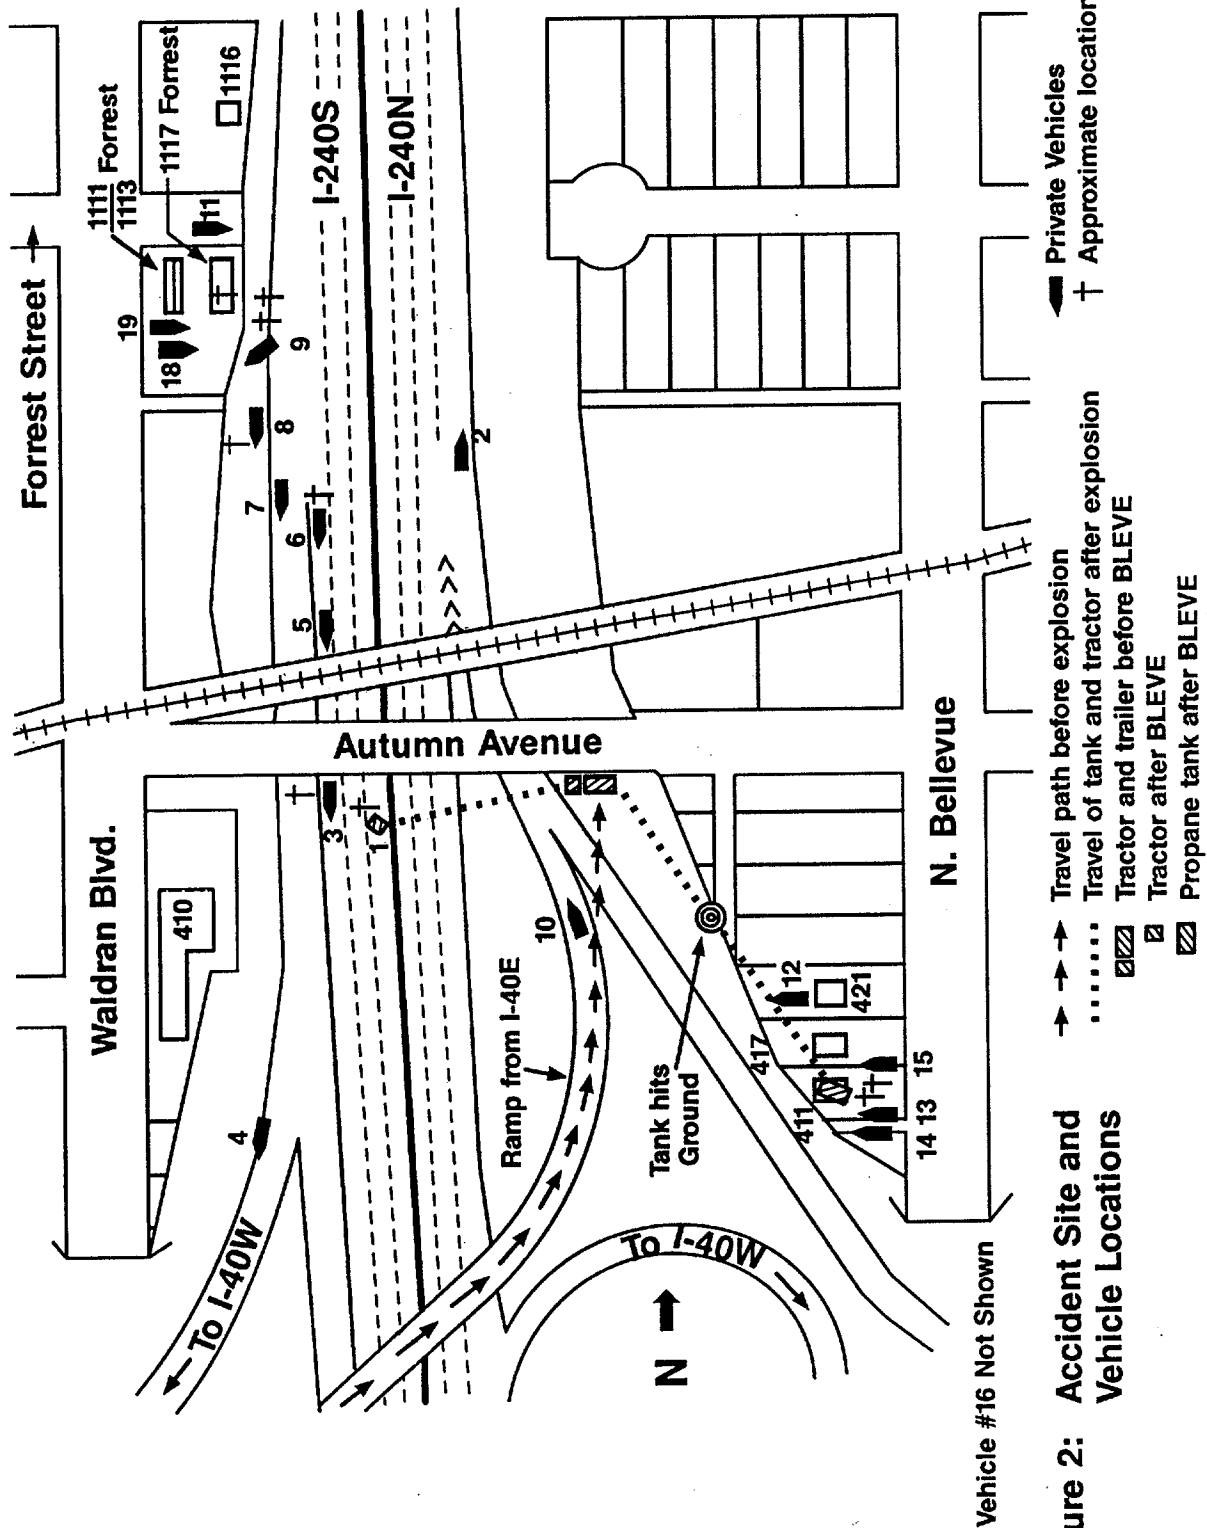 Forrest Street
1111
1113
Forrest
1117 Forrest
1116
11
19
18
9
8
7
6
5
I-240S
I-240N
2
Autumn Avenue
Waldran Blvd.
N. Bellevue
410
3
1
10
4
To I-40W
Ramp from I-40E
Tank hits
Ground
12
421
417
411
15
13
14
To I-40W
N
Vehicle #16 Not Shown
ure 2: Accident Site and
Vehicle Locations
Travel path before explosion
Travel of tank and tractor after explosion
Tractor and trailer before BLEVE
Tractor after BLEVE
Propane tank after BLEVE
Private Vehicles
Approximate location